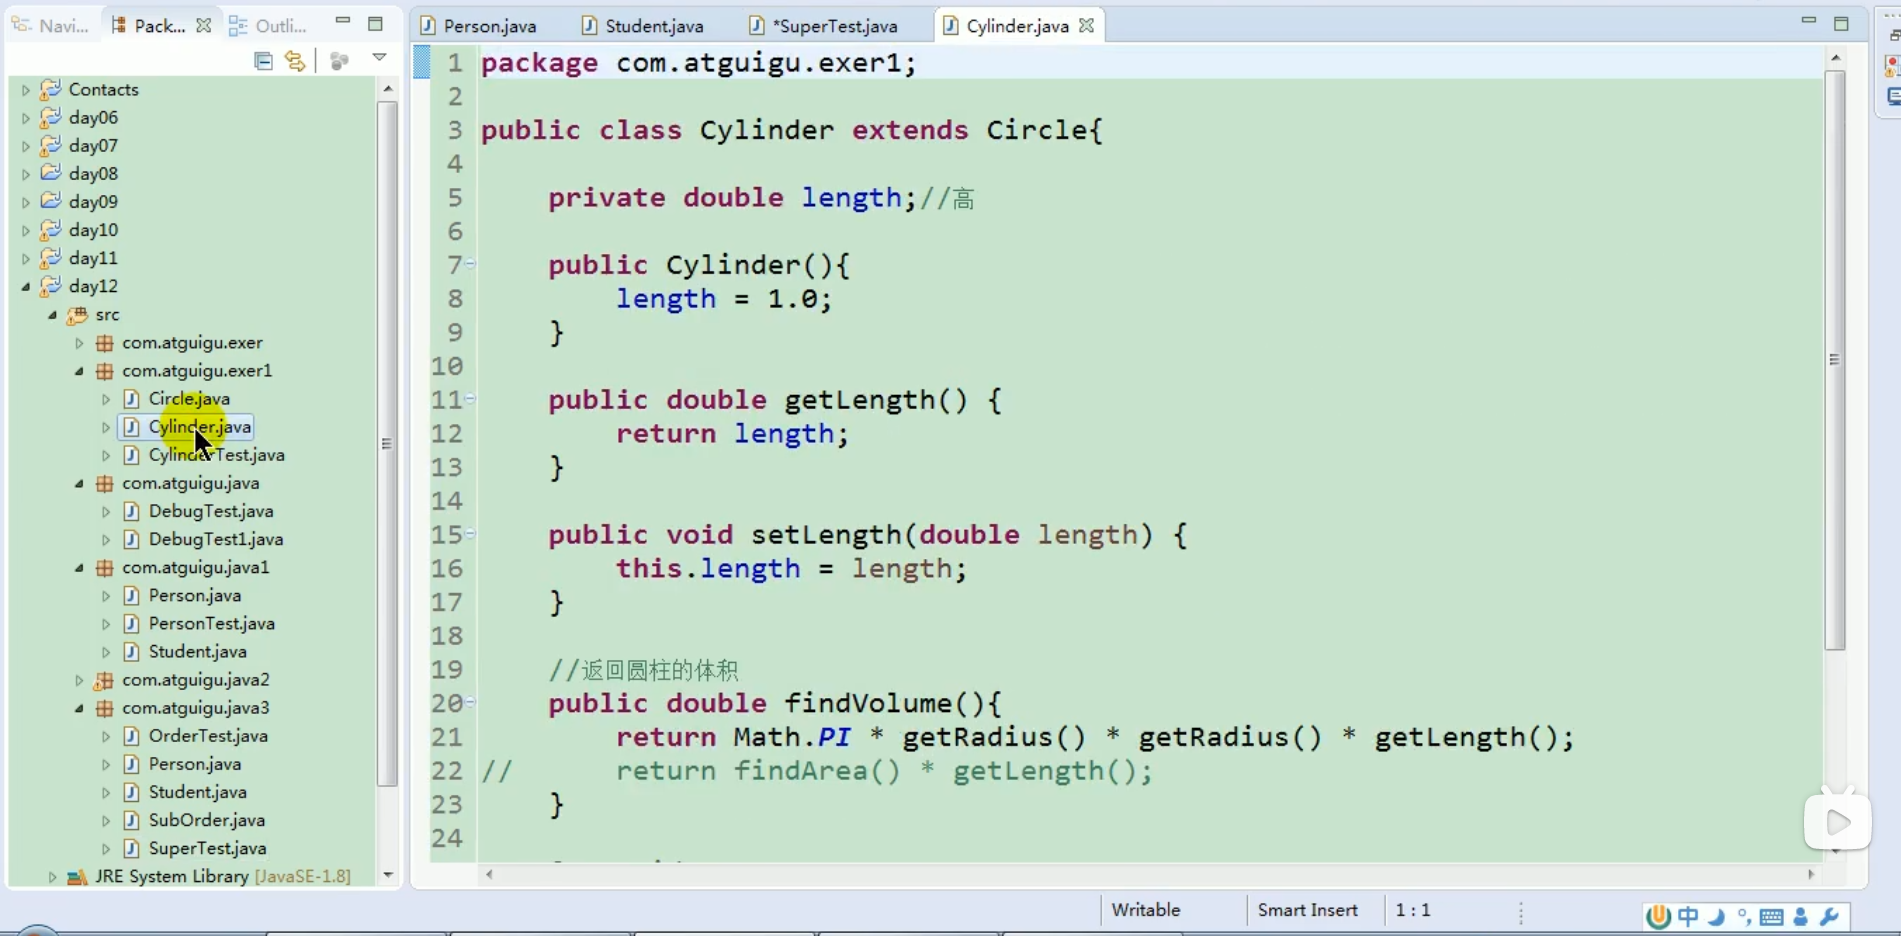 Navi...
Pack...
Outli...
Contacts
day06
day07
day08
day09
day10
day11
day12
src
com.atguigu.exer
com.atguigu.exer1
Circle.java
Cylinder.java
CylinderTest.java
com.atguigu.java
DebugTest.java
DebugTest1.java
com.atguigu.java1
Person.java
PersonTest.java
Student.java
com.atguigu.java2
com.atguigu.java3
OrderTest.java
Person.java
Student.java
SubOrder.java
SuperTest.java
JRE System Library [JavaSE-1.8]
Person.java
Student.java
*SuperTest.java
Cylinder.java
1 package com.atguigu.exer1;
2
3 public class Cylinder extends Circle{
4
5 private double length;//高
6
7 public Cylinder(){
8 length = 1.0;
9 }
10
11 public double getLength() {
12 return length;
13 }
14
15 public void setLength(double length) {
16 this.length = length;
17 }
18
19 //返回圆柱的体积
20 public double findVolume(){
21 return Math.PI * getRadius() * getRadius() * getLength();
22 // return findArea() * getLength();
23 }
24
Writable
Smart Insert
1 : 1
中